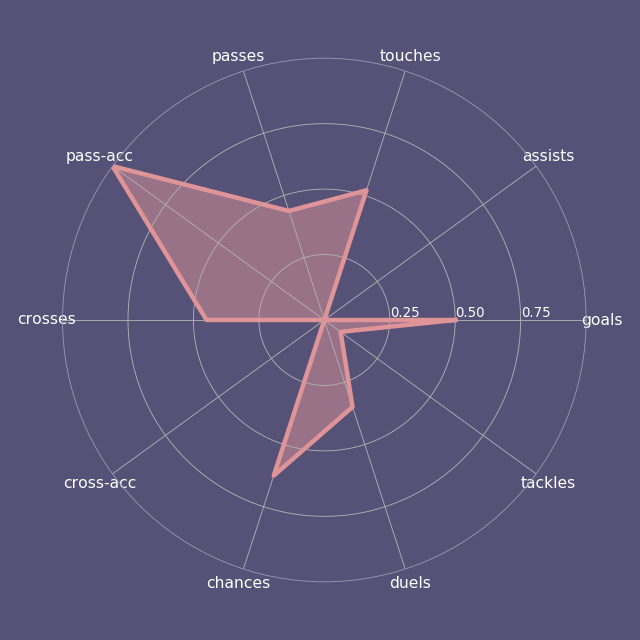 passes
touches
pass-acc
assists
0.25
0.50
0.75
crosses
goals
cross-acc
tackles
chances
duels